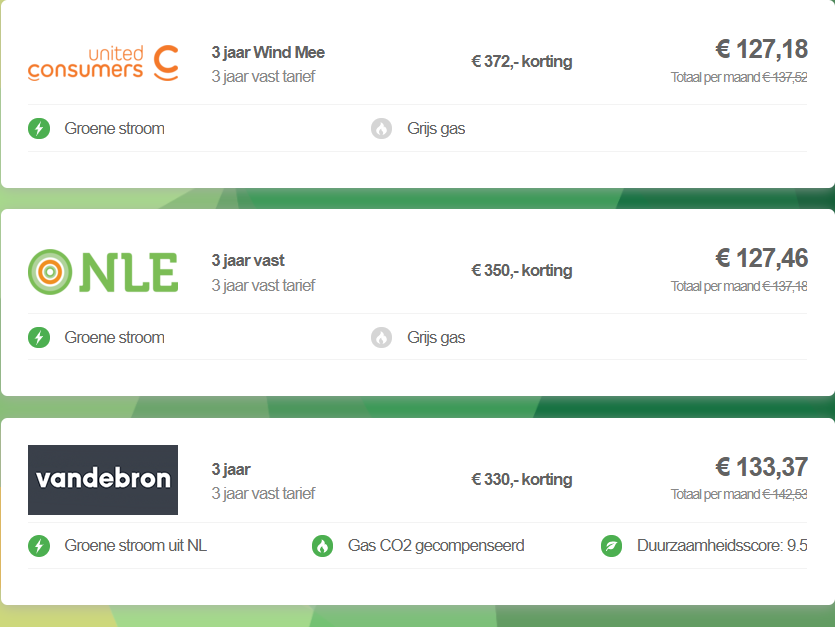 united
consumers
3 jaar Wind Mee
3 jaar vast tarief
€ 372,- korting
€ 127,18
Totaal per maand € 137,52
Groene stroom
Grijs gas
NLE
3 jaar vast
3 jaar vast tarief
€ 350,- korting
€ 127,46
Totaal per maand € 137,18
Groene stroom
Grijs gas
vandebron
3 jaar
3 jaar vast tarief
€ 330,- korting
€ 133,37
Totaal per maand € 142,53
Groene stroom uit NL
Gas CO2 gecompenseerd
Duurzaamheidsscore: 9.5